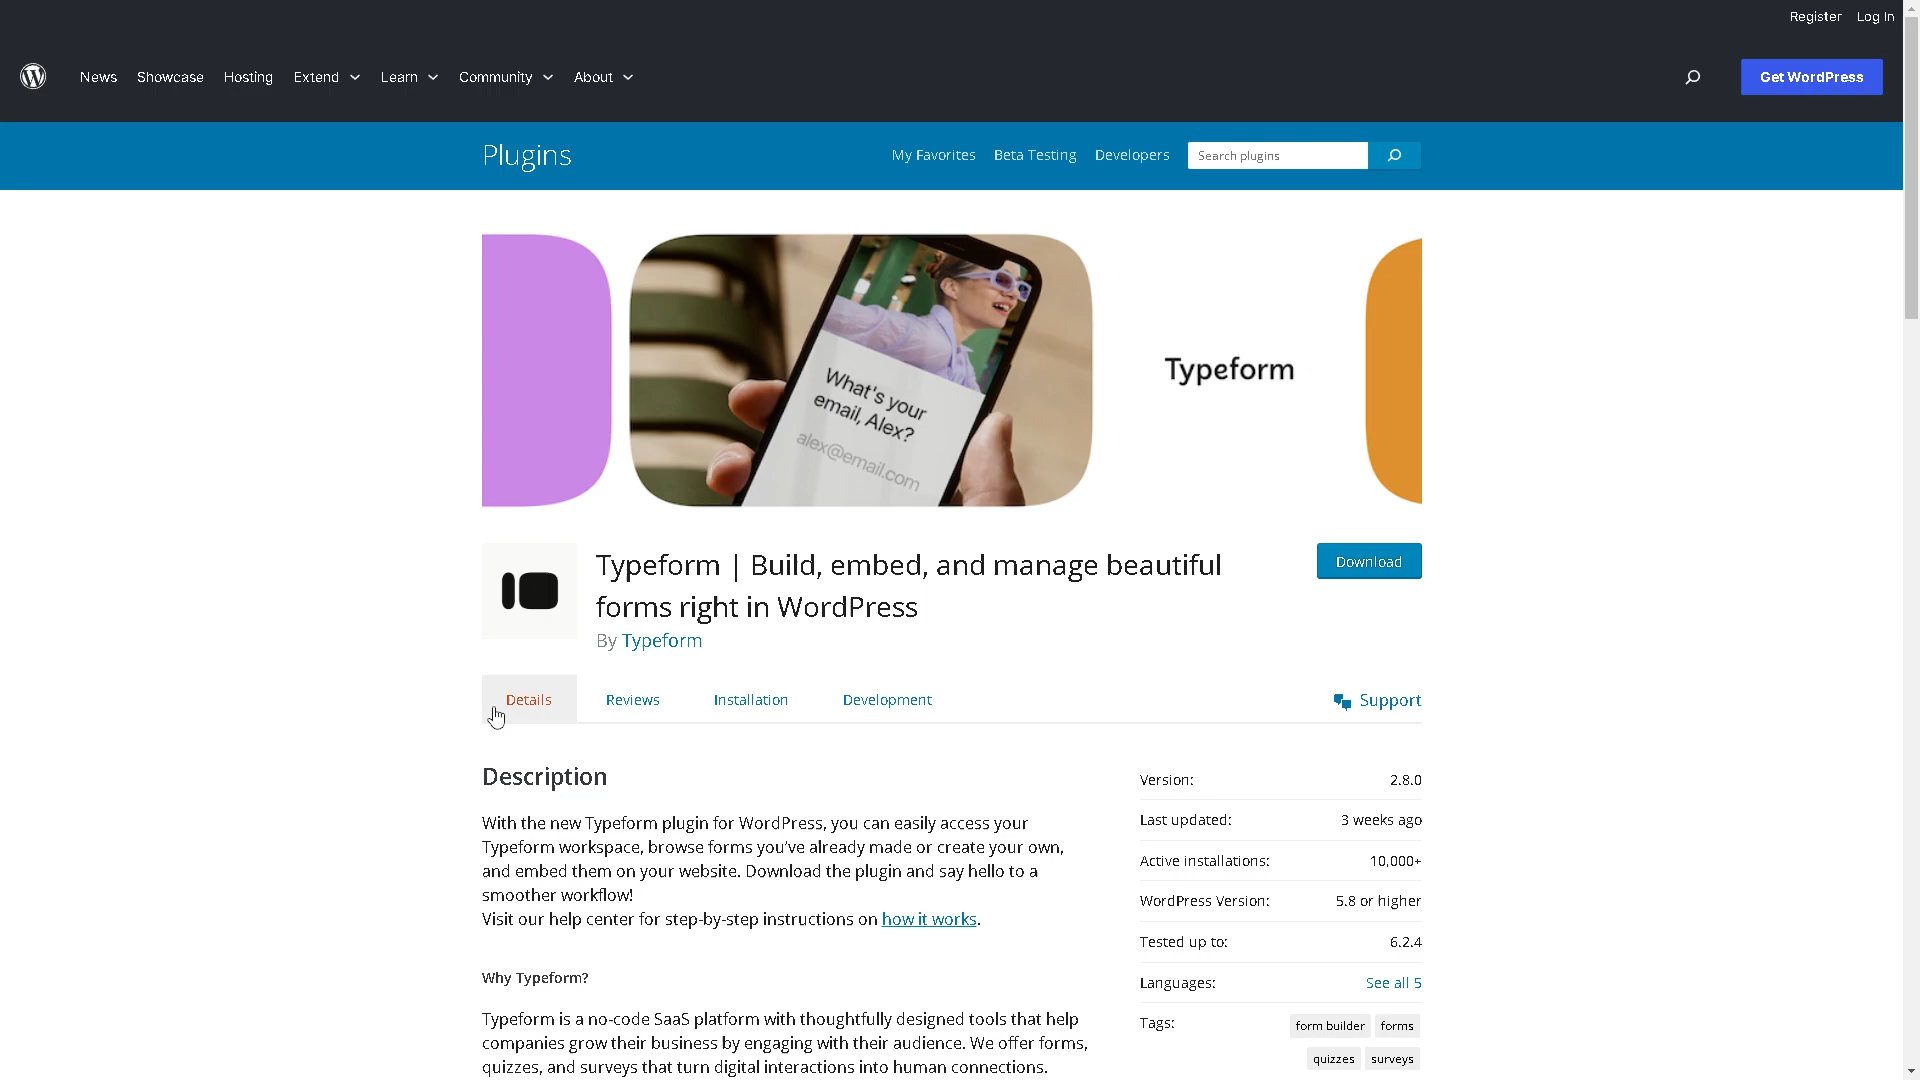 Register Log In
News Showcase Hosting Extend Learn Community About
Get WordPress
Plugins
My Favorites Beta Testing Developers Search plugins
What's your
email, Alex?
alex@email.com
Typeform
Typeform | Build, embed, and manage beautiful
forms right in WordPress
By Typeform
Download
Details Reviews Installation Development
Support
Description
With the new Typeform plugin for WordPress, you can easily access your
Typeform workspace, browse forms you’ve already made or create your own,
and embed them on your website. Download the plugin and say hello to a
smoother workflow!
Visit our help center for step-by-step instructions on how it works.
Why Typeform?
Typeform is a no-code SaaS platform with thoughtfully designed tools that help
companies grow their business by engaging with their audience. We offer forms,
quizzes, and surveys that turn digital interactions into human connections.
Version: 2.8.0
Last updated: 3 weeks ago
Active installations: 10,000+
WordPress Version: 5.8 or higher
Tested up to: 6.2.4
Languages: See all 5
Tags: form builder forms
quizzes surveys